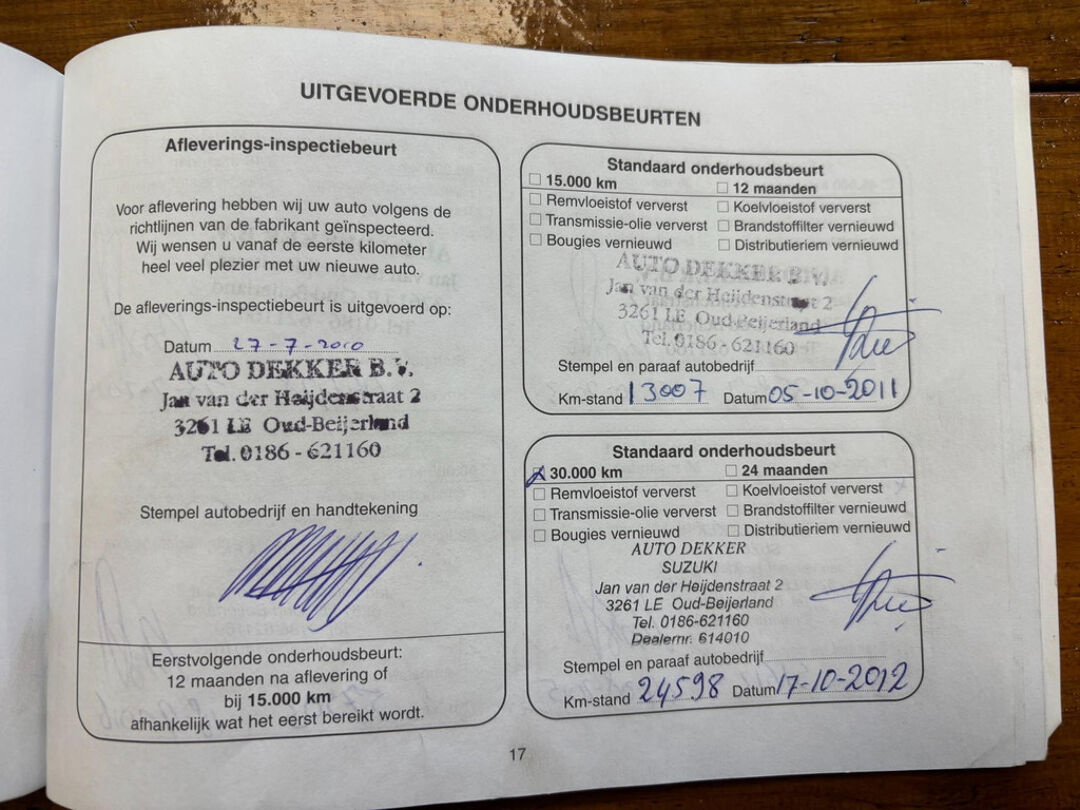 UITGEVOERDE ONDERHOUDSBEURTEN
Afleverings-inspectiebeurt
Voor aflevering hebben wij uw auto volgens de
richtlijnen van de fabrikant geïnspecteerd.
Wij wensen u vanaf de eerste kilometer
heel veel plezier met uw nieuwe auto.
De afleverings-inspectiebeurt is uitgevoerd op:
Datum 27-7-2010
AUTO DEKKER B.V.
Jan van der Heijdenstraat 2
3261 LE Oud-Beijerland
Tel. 0186 - 621160
Stempel autobedrijf en handtekening
Eerstvolgende onderhoudsbeurt:
12 maanden na aflevering of
bij 15.000 km
afhankelijk wat het eerst bereikt wordt.
Standaard onderhoudsbeurt
15.000 km 12 maanden
Remvloeistof ververst Koelvloeistof ververst
Transmissie-olie ververst Brandstoffilter vernieuwd
Bougies vernieuwd Distributieriem vernieuwd
AUTO DEKKER B.V.
Jan van der Heijdenstraat 2
3261 LE Oud-Beijerland
Tel. 0186 - 621160
Stempel en paraaf autobedrijf
Km-stand 13007 Datum 05-10-2011
Standaard onderhoudsbeurt
30.000 km 24 maanden
Remvloeistof ververst Koelvloeistof ververst
Transmissie-olie ververst Brandstoffilter vernieuwd
Bougies vernieuwd Distributieriem vernieuwd
AUTO DEKKER
SUZUKI
Jan van der Heijdenstraat 2
3261 LE Oud-Beijerland
Tel. 0186-621160
Dealernr. 614010
Stempel en paraaf autobedrijf
Km-stand 24598 Datum 17-10-2012
17